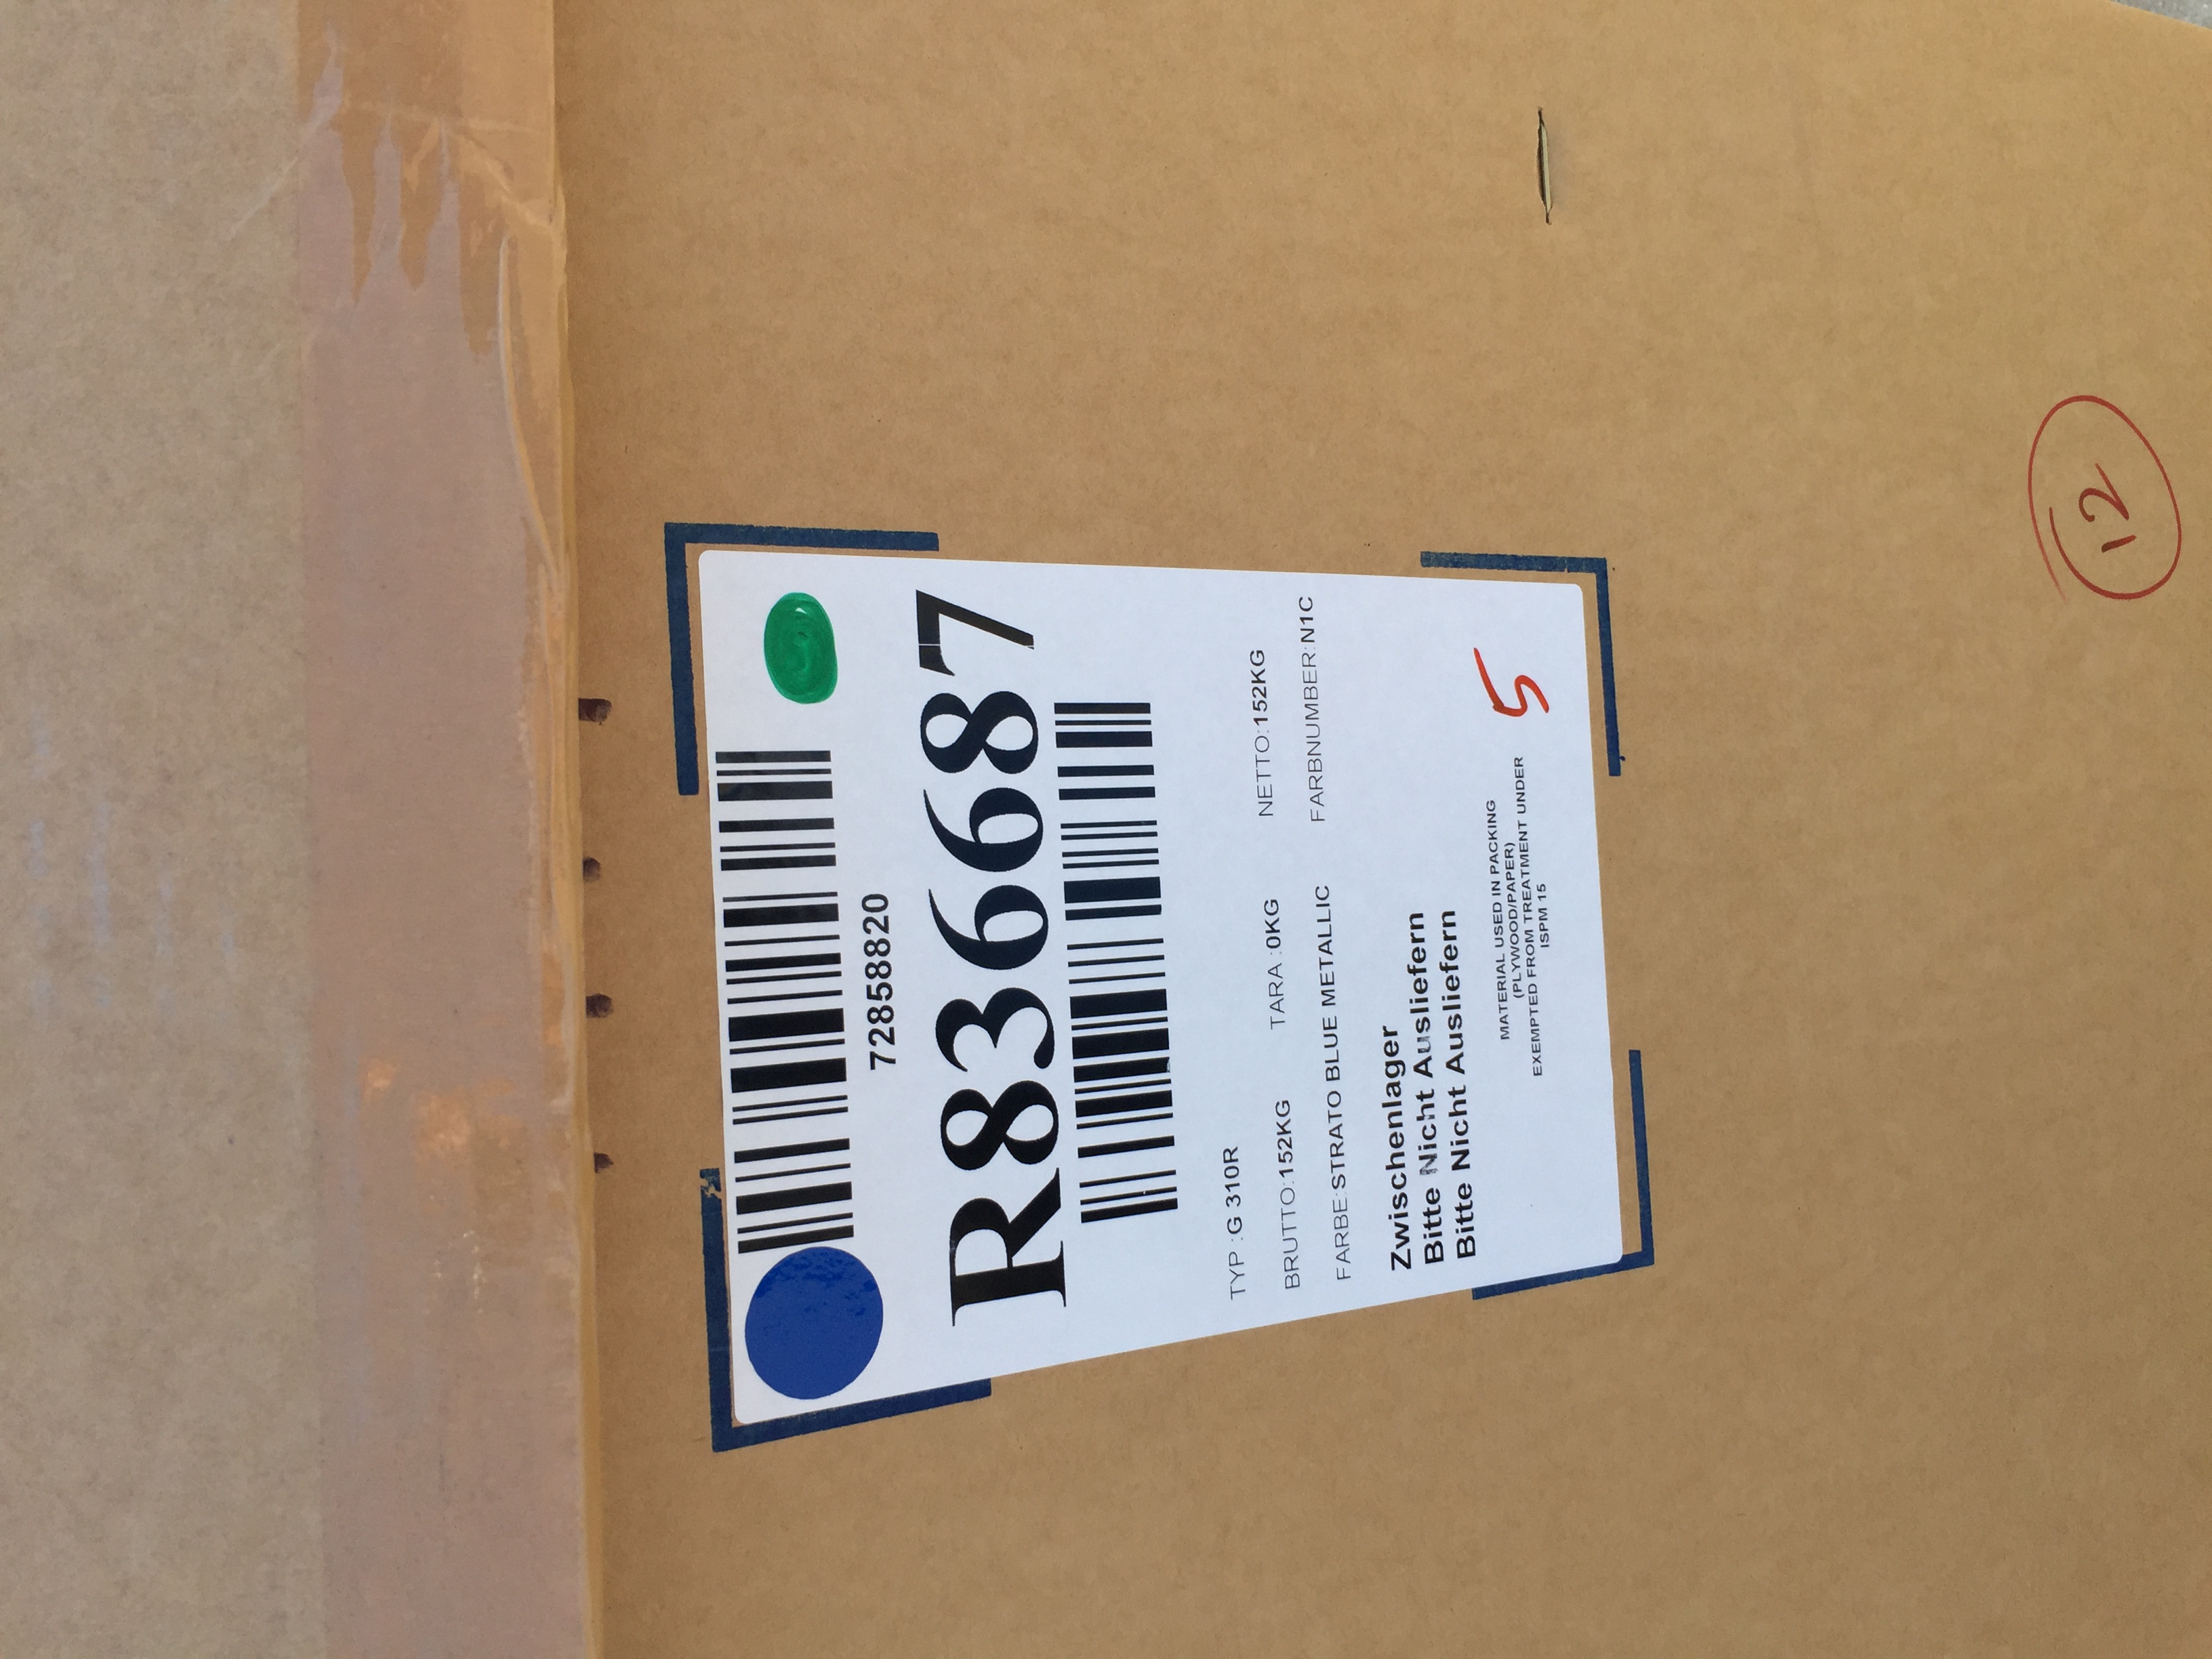 72858820
R836687
TYP :G 310R
BRUTTO:152KG TARA :0KG NETTO:152KG
FARBE:STRATO BLUE METALLIC FARBNUMBER:N1C
Zwischenlager
Bitte Nicht Ausliefern
Bitte Nicht Ausliefern
MATERIAL USED IN PACKING
(PLYWOOD/PAPER)
EXEMPTED FROM TREATMENT UNDER
ISPM 15
5
12